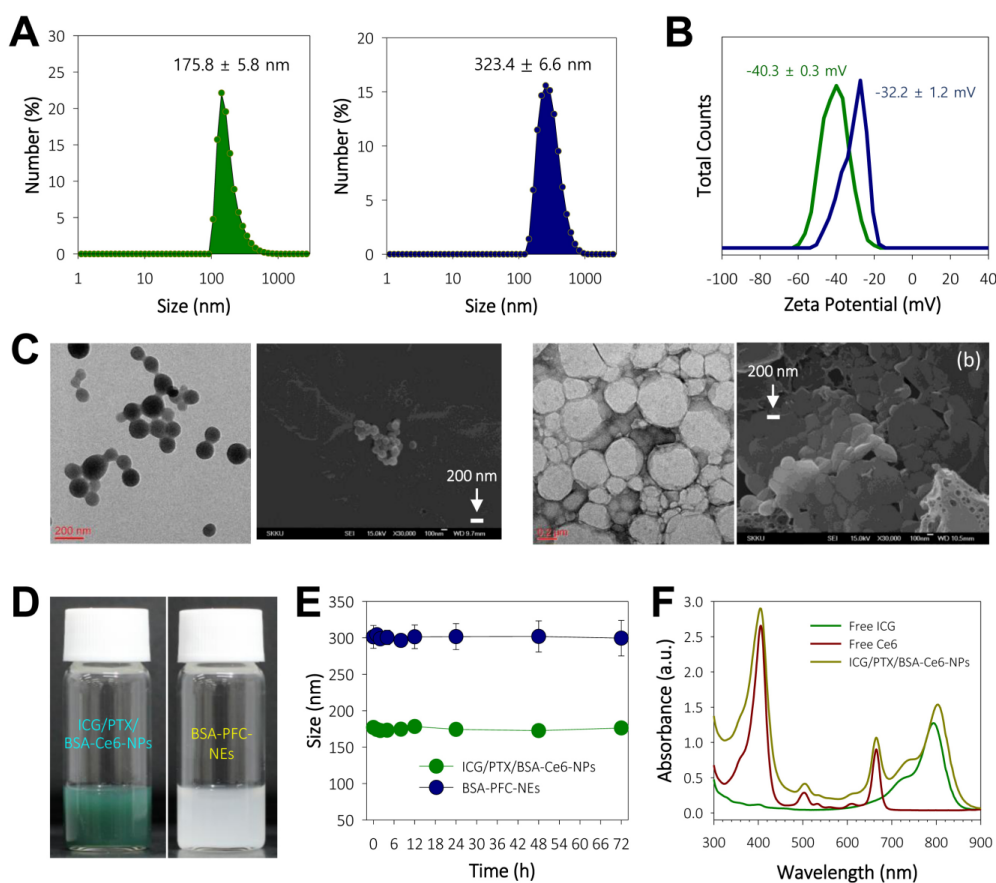 A
30
25
20
15
10
5
0
Number (%)
175.8 ± 5.8 nm
1
10
100
1000
Size (nm)
20
15
10
5
0
Number (%)
323.4 ± 6.6 nm
1
10
100
1000
Size (nm)
B
Total Counts
-40.3 ± 0.3 mV
-32.2 ± 1.2 mV
-100
-80
-60
-40
-20
0
20
40
Zeta Potential (mV)
C
200 nm
200 nm
SKKU SEI 15.0kV X30,000 100nm WD 9.7mm
0.2 μm
(b)
200 nm
SKKU SEI 15.0kV X30,000 100nm WD 10.5mm
D
ICG/PTX/
BSA-Ce6-NPs
BSA-PFC-
NEs
E
350
300
250
200
150
100
50
Size (nm)
ICG/PTX/BSA-Ce6-NPs
BSA-PFC-NEs
0 6 12 18 24 30 36 42 48 54 60 66 72
Time (h)
F
3.0
2.5
2.0
1.5
1.0
0.5
0.0
Absorbance (a.u.)
Free ICG
Free Ce6
ICG/PTX/BSA-Ce6-NPs
300 400 500 600 700 800 900
Wavelength (nm)